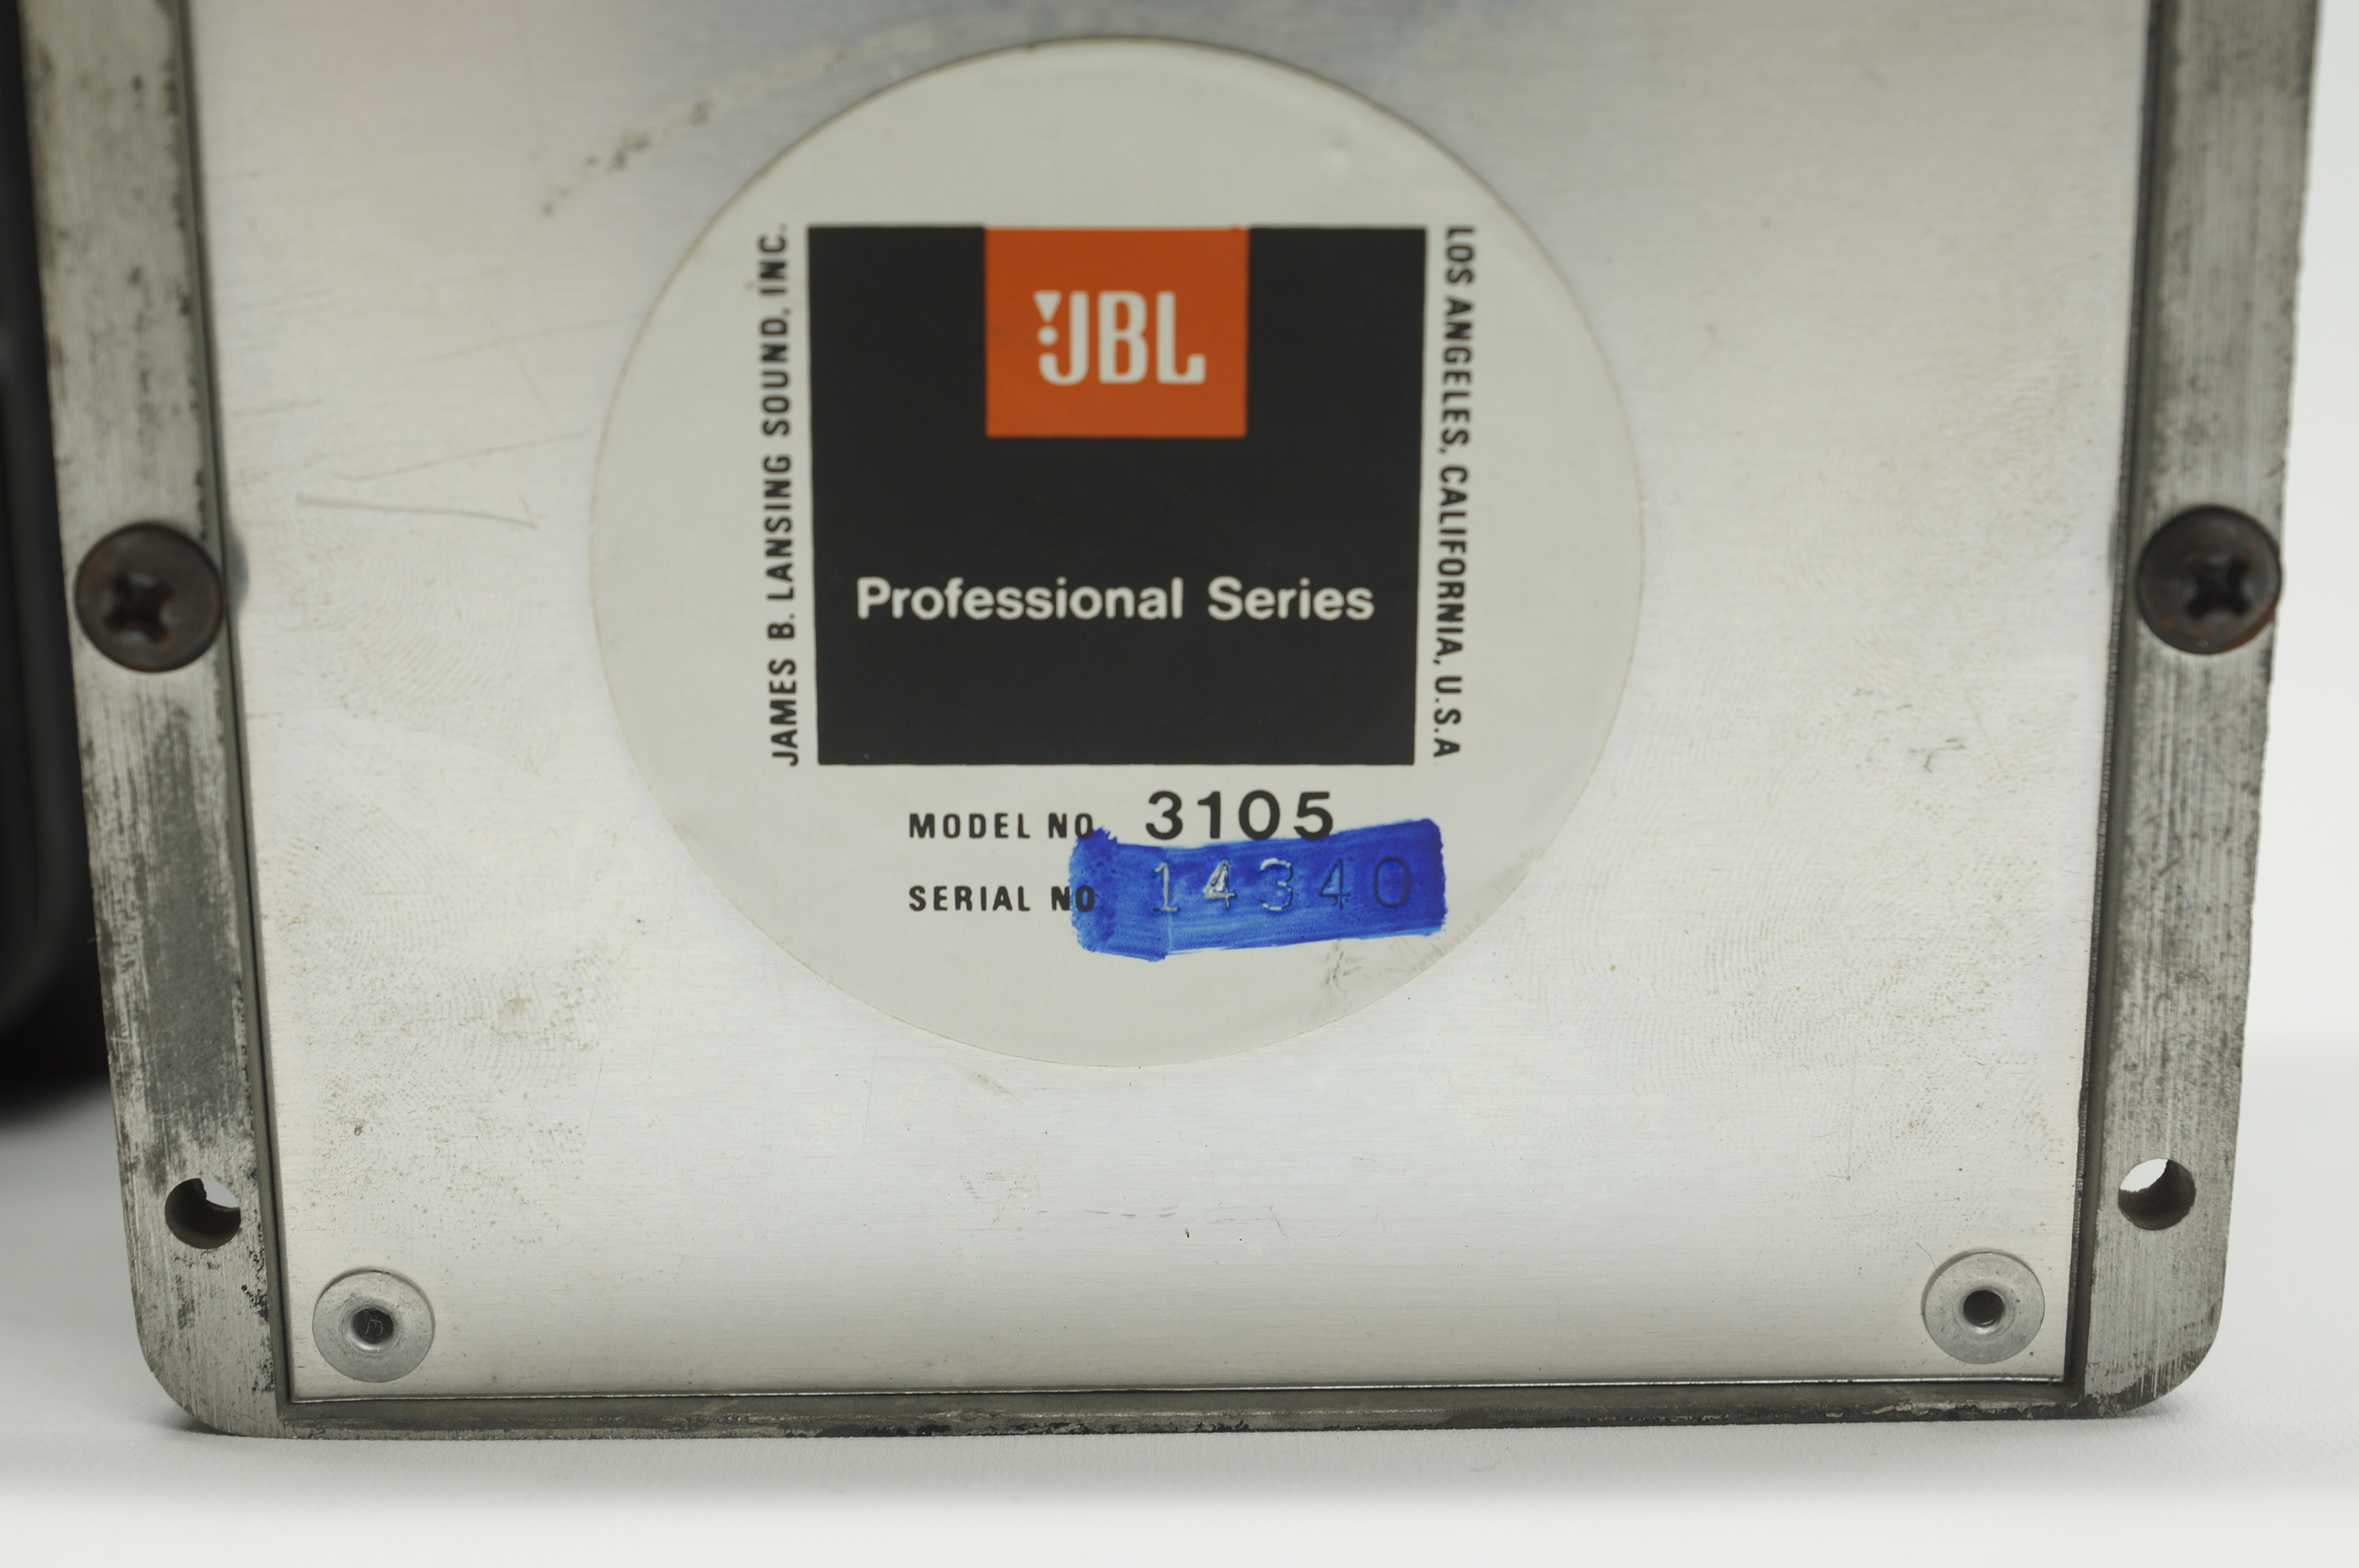 JBL
Professional Series
JAMES B. LANSING SOUND, INC.
LOS ANGELES, CALIFORNIA, U.S.A
MODEL NO. 3105
SERIAL NO 14340